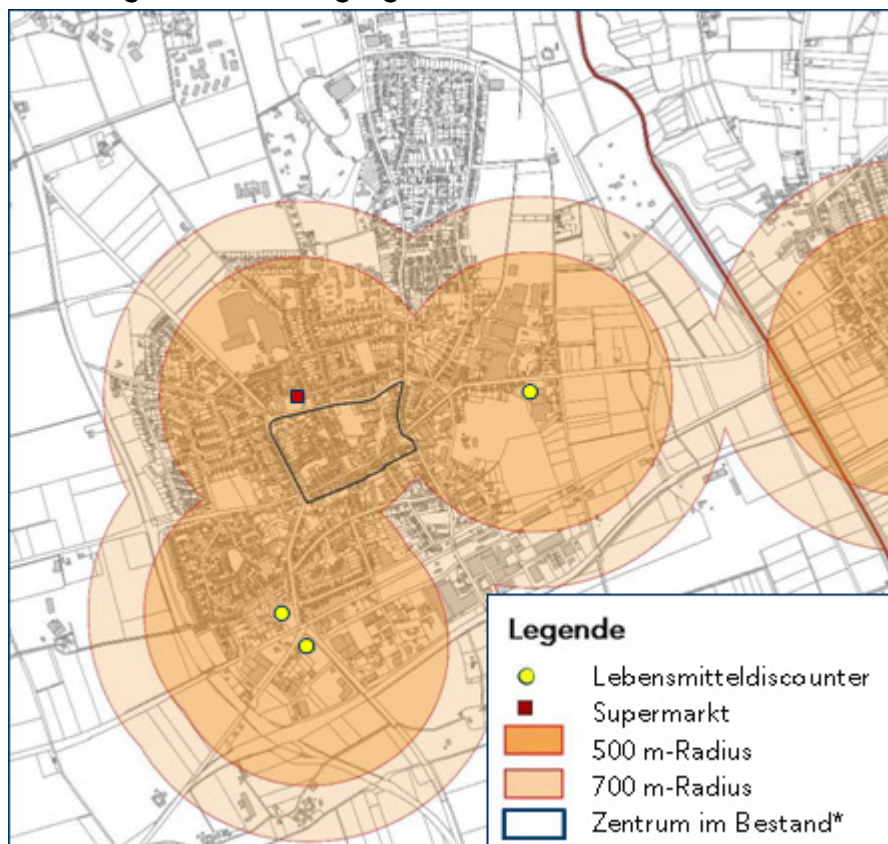 Legende
Lebensmitteldiscounter
Supermarkt
500 m-Radius
700 m-Radius
Zentrum im Bestand*